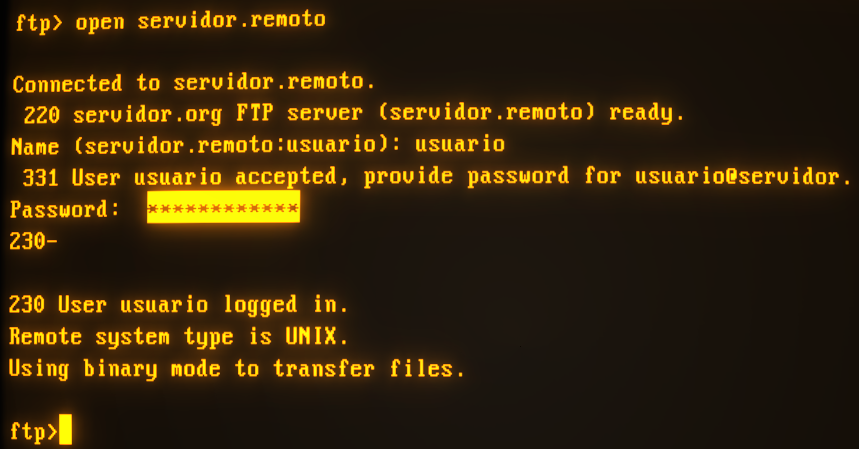 ftp> open servidor.remoto
Connected to servidor.remoto.
220 servidor.org FTP server (servidor.remoto) ready.
Name (servidor.remoto:usuario): usuario
331 User usuario accepted, provide password for usuario@servidor.
Password: ************
230-
230 User usuario logged in.
Remote system type is UNIX.
Using binary mode to transfer files.
ftp>